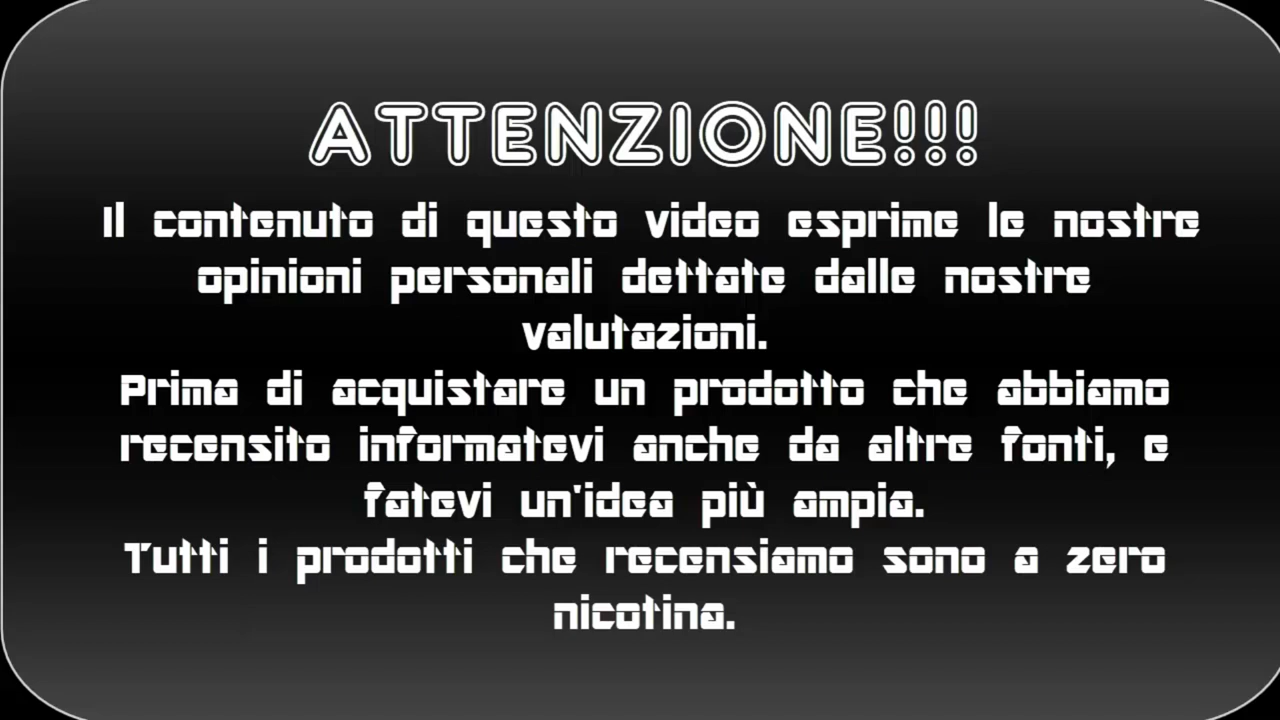 ATTENZIONE!!!
Il contenuto di questo video esprime le nostre
opinioni personali dettate dalle nostre
valutazioni.
Prima di acquistare un prodotto che abbiamo
recensito informatevi anche da altre fonti, e
fatevi un'idea più ampia.
Tutti i prodotti che recensiamo sono a zero
nicotina.